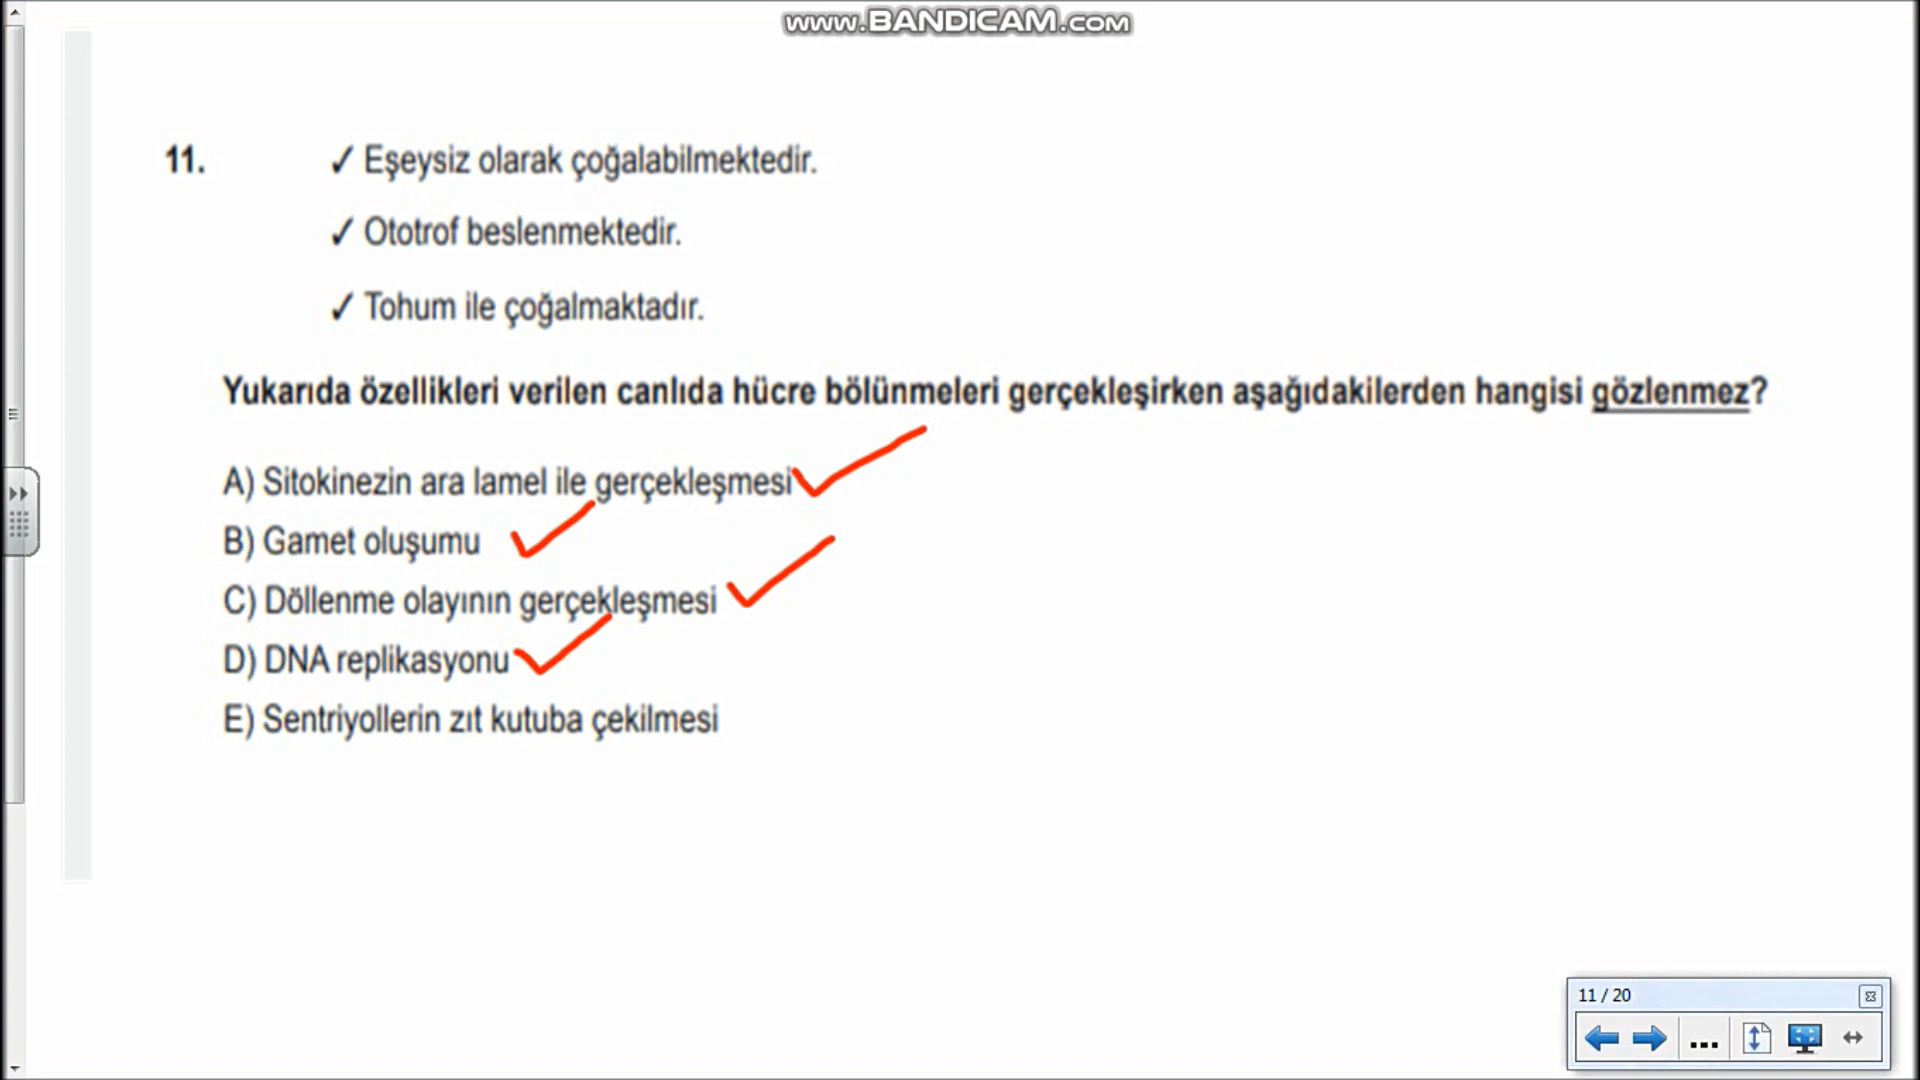 www.BANDICAM.com
11. ✓ Eşeysiz olarak çoğalabilmektedir.
✓ Ototrof beslenmektedir.
✓ Tohum ile çoğalmaktadır.
Yukarıda özellikleri verilen canlıda hücre bölünmeleri gerçekleşirken aşağıdakilerden hangisi gözlenmez?
A) Sitokinezin ara lamel ile gerçekleşmesi
B) Gamet oluşumu
C) Döllenme olayının gerçekleşmesi
D) DNA replikasyonu
E) Sentriyollerin zıt kutuba çekilmesi
11 / 20